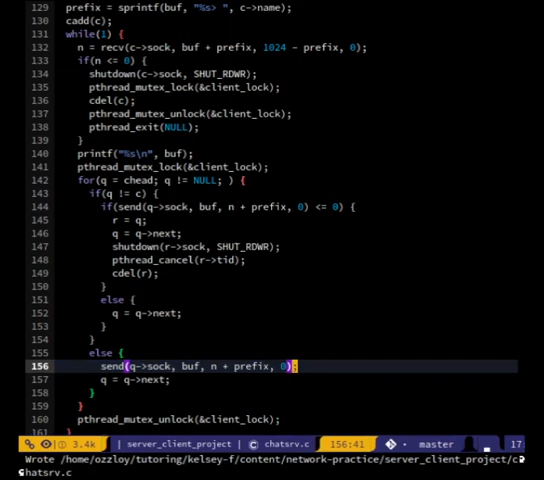 129 prefix = sprintf(buf, "%s> ", c->name);
130 cadd(c);
131 while(1) {
132 n = recv(c->sock, buf + prefix, 1024 - prefix, 0);
133 if(n <= 0) {
134 shutdown(c->sock, SHUT_RDWR);
135 pthread_mutex_lock(&client_lock);
136 cdel(c);
137 pthread_mutex_unlock(&client_lock);
138 pthread_exit(NULL);
139 }
140 printf("%s\n", buf);
141 pthread_mutex_lock(&client_lock);
142 for(q = chead; q != NULL; ) {
143 if(q != c) {
144 if(send(q->sock, buf, n + prefix, 0) <= 0) {
145 r = q;
146 q = q->next;
147 shutdown(r->sock, SHUT_RDWR);
148 pthread_cancel(r->tid);
149 cdel(r);
150 }
151 else {
152 q = q->next;
153 }
154 }
155 else {
156 send(q->sock, buf, n + prefix, 0);
157 q = q->next;
158 }
159 }
160 pthread_mutex_unlock(&client_lock);
161 }
3.4k | server_client_project | chatsrv.c 156:41 master 17
Wrote /home/ozzloy/tutoring/kelsey-f/content/network-practice/server_client_project/c
hatsrv.c